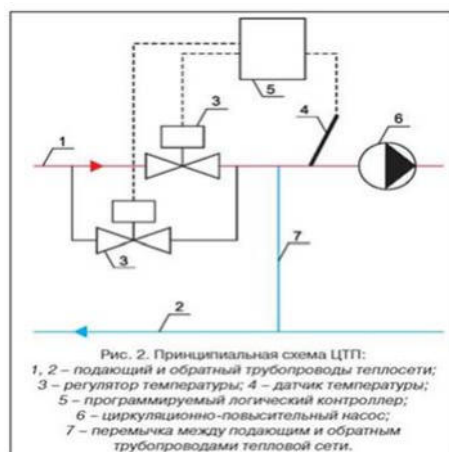 3
5
4
6
1
3
7
2
Рис. 2. Принципиальная схема ЦТП:
1, 2 – подающий и обратный трубопроводы теплосети;
3 – регулятор температуры; 4 – датчик температуры;
5 – программируемый логический контроллер;
6 – циркуляционно-повысительный насос;
7 – перемычка между подающим и обратным
трубопроводами тепловой сети.